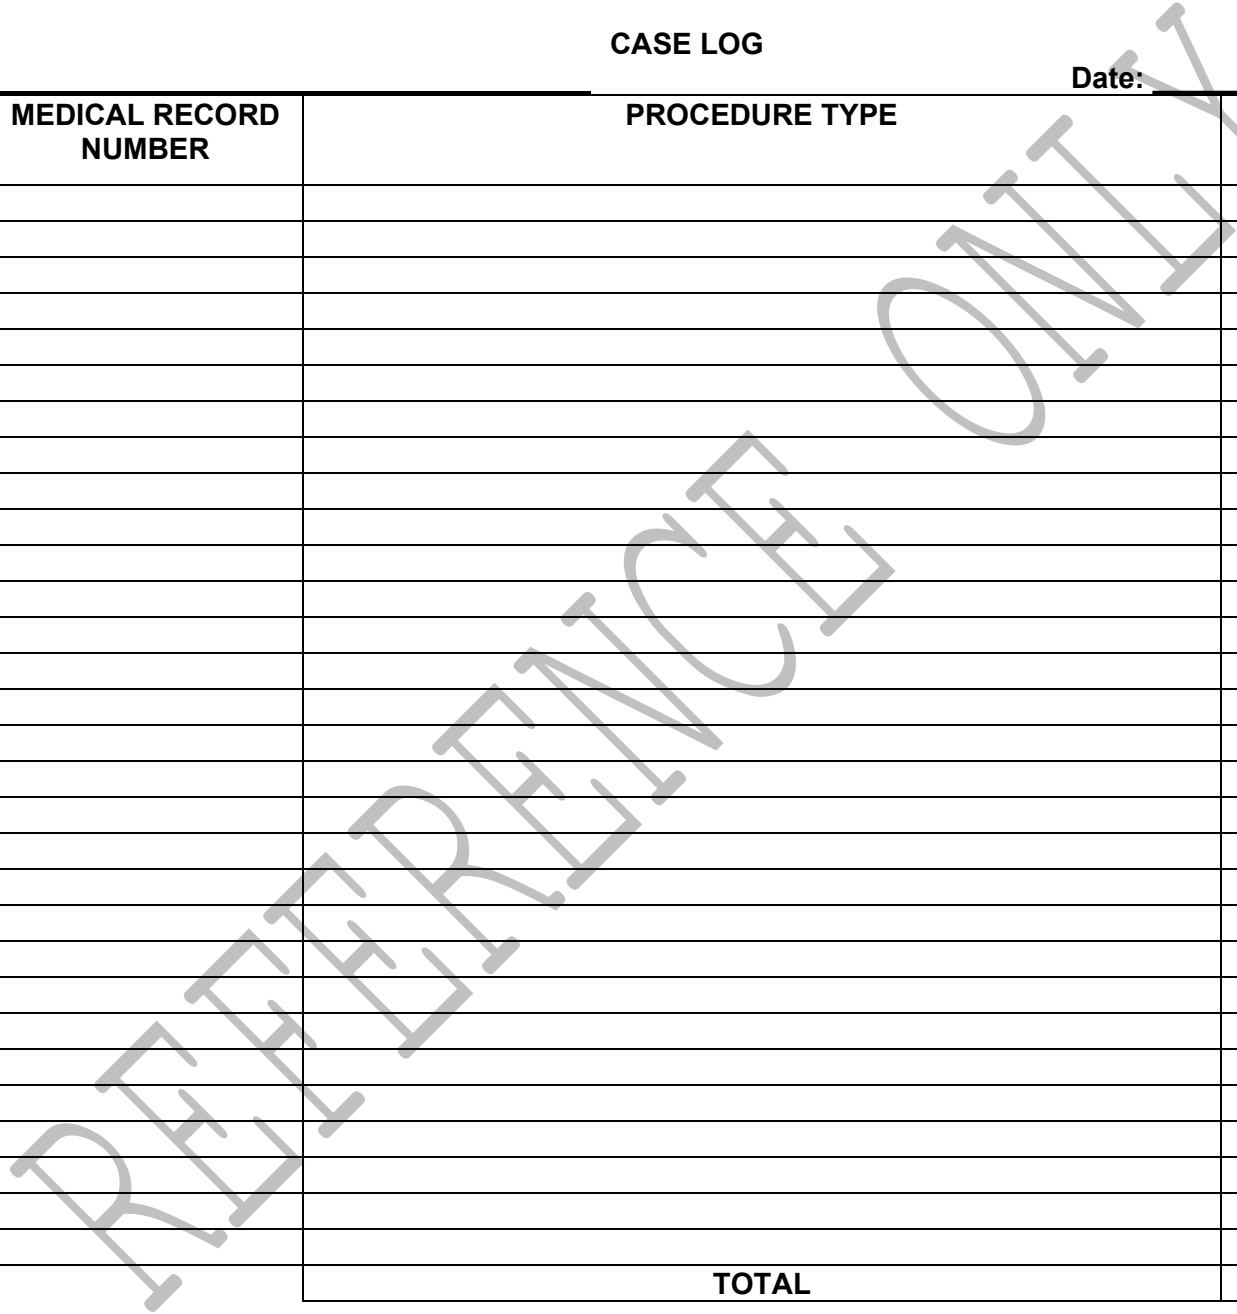 CASE LOG
Date:
MEDICAL RECORD NUMBER
PROCEDURE TYPE
TOTAL
REFERENCE ONLY